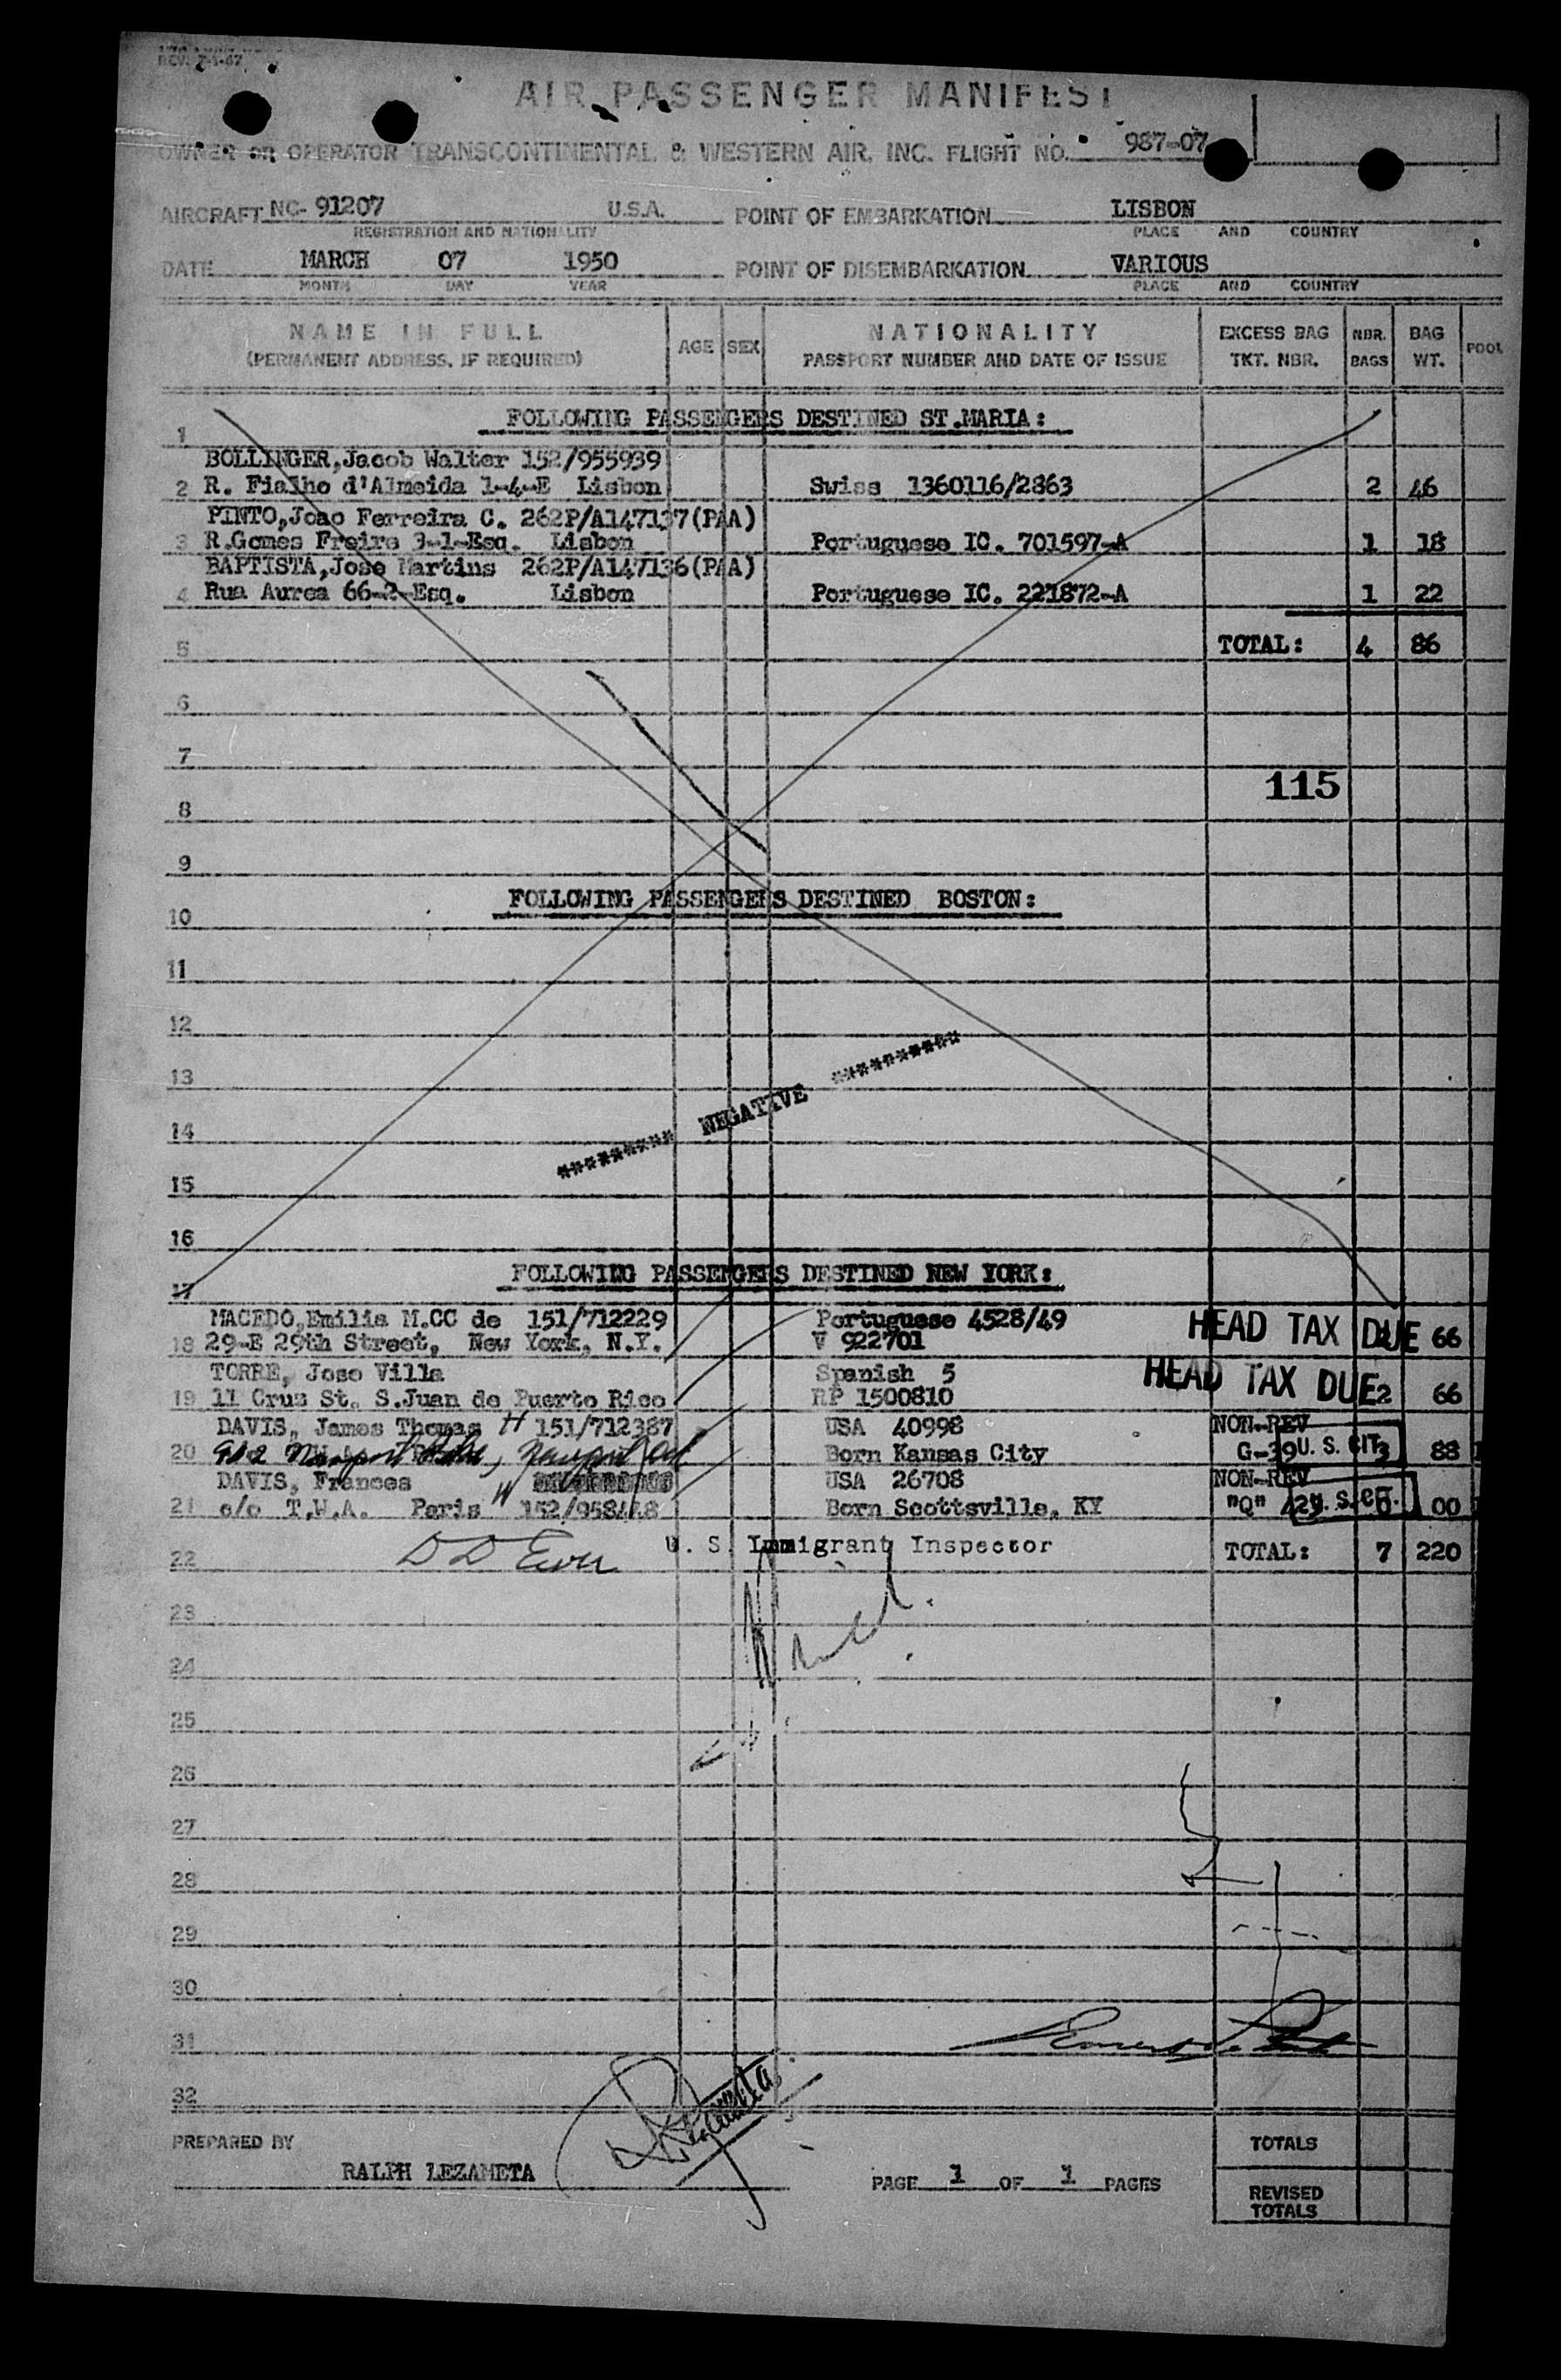 REV. 7-1-47
AIR PASSENGER MANIFEST
OWNER OR OPERATOR TRANSCONTINENTAL & WESTERN AIR, INC. FLIGHT NO. 987-07
AIRCRAFT NC- 91207 U.S.A. POINT OF EMBARKATION LISBON
REGISTRATION AND NATIONALITY PLACE AND COUNTRY
DATE MARCH 07 1950 POINT OF DISEMBARKATION VARIOUS
MONTH DAY YEAR PLACE AND COUNTRY
NAME IN FULL AGE SEX NATIONALITY EXCESS BAG NBR. BAG POOL
(PERMANENT ADDRESS, IF REQUIRED) PASSPORT NUMBER AND DATE OF ISSUE TKT. NBR. BAGS WT.
1 FOLLOWING PASSENGERS DESTINED ST.MARIA:
BOLLINGER,Jacob Walter 152/955939
2 R. Fialho d'Almeida 1-4-E Lisbon Swiss 1360116/2863 2 46
PINTO,Joao Ferreira C. 262P/A147137(PAA)
3 R.Gomes Freire 3-1-Esq. Lisbon Portuguese IC. 701597-A 1 18
BAPTISTA,Jose Martins 262P/A147136(PAA)
4 Rua Aurea 66-2-Esq. Lisbon Portuguese IC. 221872-A 1 22
5 TOTAL: 4 86
6
7
115
8
9
10 FOLLOWING PASSENGERS DESTINED BOSTON:
11
12
13 **********
14 ********* NEGATIVE
15
16
17 FOLLOWING PASSENGERS DESTINED NEW YORK:
MACEDO,Emilia M.CC de 151/712229 Portuguese 4528/49 HEAD TAX DUE
18 29-E 29th Street, New York, N.Y. V 922701 66
TORRE, Jose Villa Spanish 5 HEAD TAX DUE
19 11 Cruz St. S.Juan de Puerto Rico RP 1500810 2 66
DAVIS, James Thomas H 151/712387 USA 40998 NON-REV
20 Newport Born Kansas City G-39 U. S. CIT. 3 88
DAVIS, Frances W USA 26708 NON-REV
21 c/o T.W.A. Paris 152/958418 Born Scottsville, KY "Q" U. S. CIT. 0 00
22 U. S. Immigrant Inspector TOTAL: 7 220
23
24
25
26
27
28
29
30
31
32
PREPARED BY TOTALS
RALPH LEZAMETA PAGE 1 OF 1 PAGES
REVISED
TOTALS